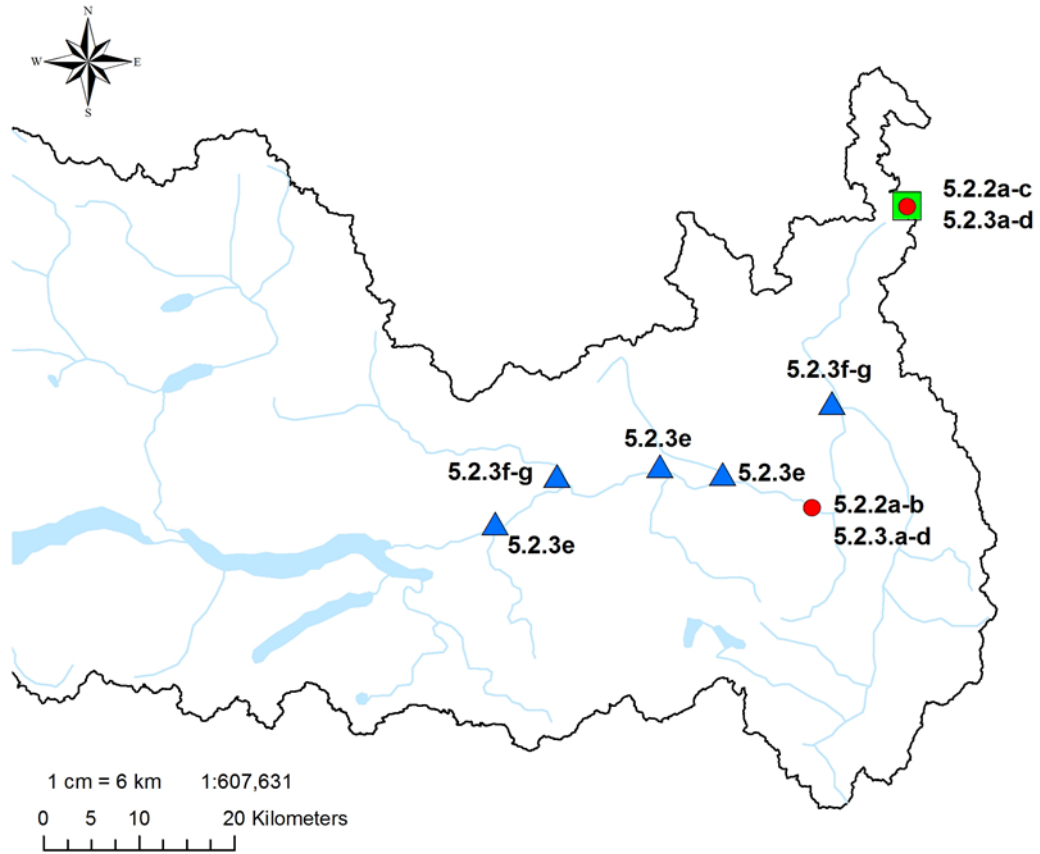 N
W E
S
5.2.2a-c
5.2.3a-d
5.2.3f-g
5.2.3e
5.2.3f-g
5.2.3e
5.2.2a-b
5.2.3.a-d
5.2.3e
1 cm = 6 km 1:607,631
0 5 10 20 Kilometers